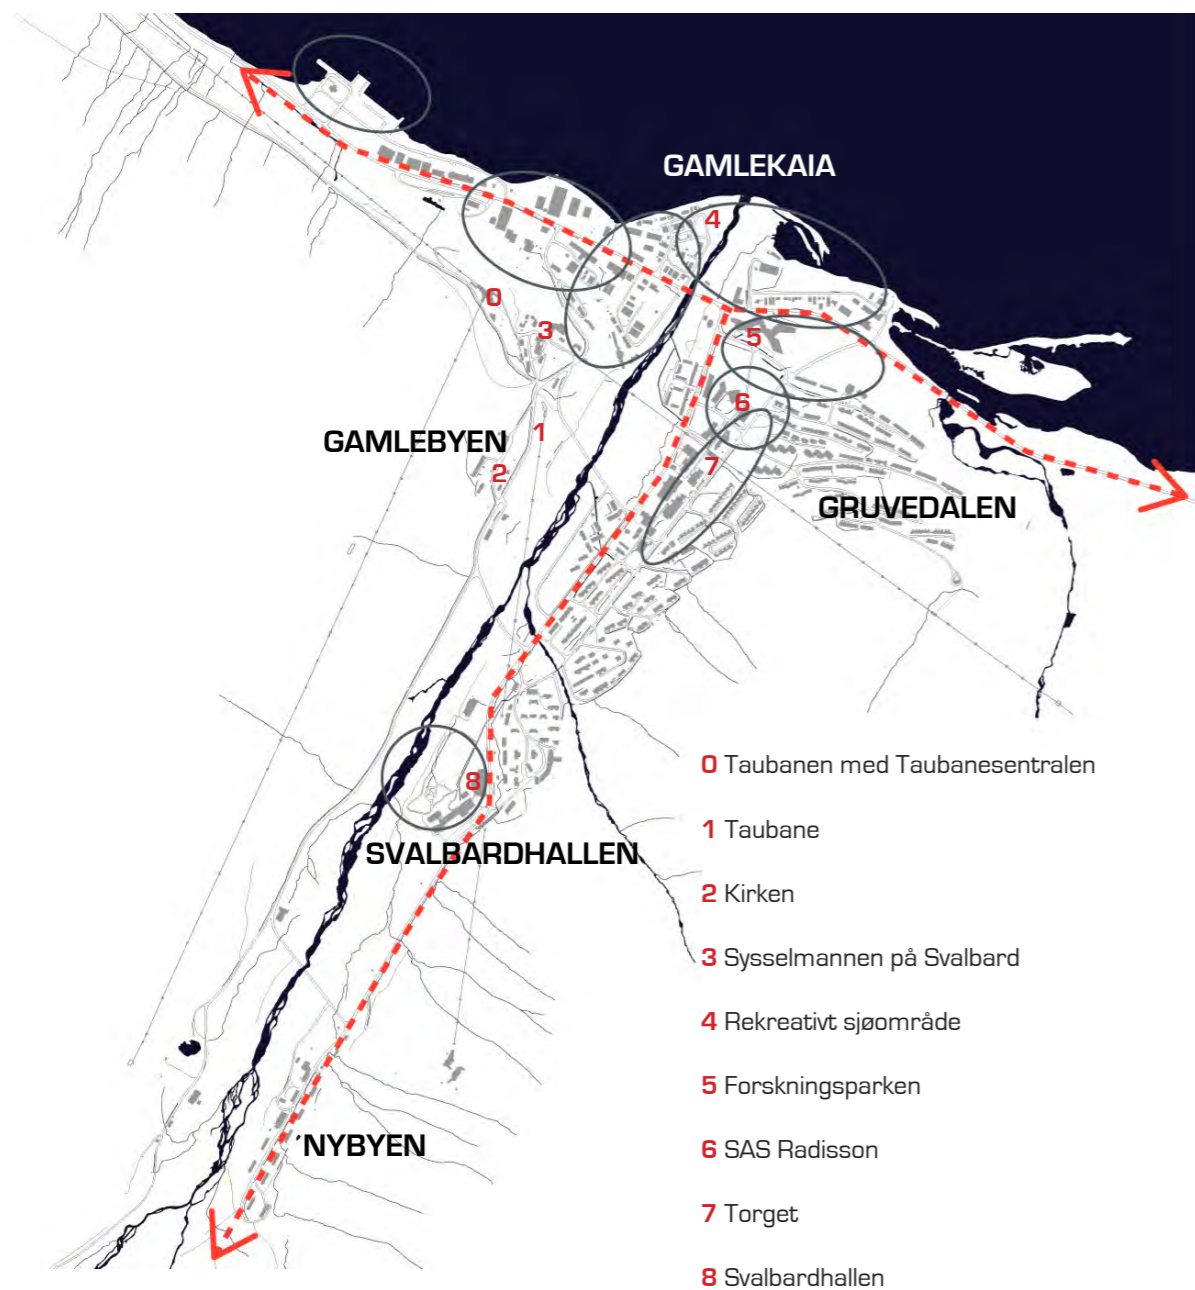 GAMLEKAIA
4
0
3
5
6
1
GAMLEBYEN
2
7
GRUVEDALEN
8
SVALBARDHALLEN
´NYBYEN
0 Taubanen med Taubanesentralen
1 Taubane
2 Kirken
3 Sysselmannen på Svalbard
4 Rekreativt sjøområde
5 Forskningsparken
6 SAS Radisson
7 Torget
8 Svalbardhallen